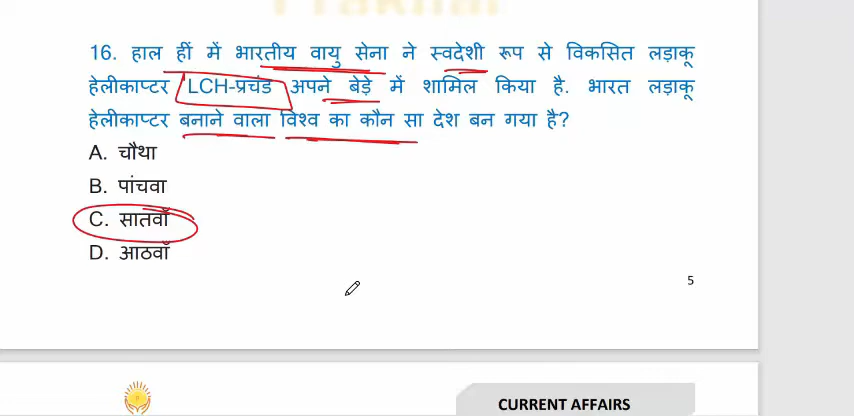 16. हाल हीं में भारतीय वायु सेना ने स्वदेशी रूप से विकसित लड़ाकू
हेलीकाप्टर LCH-प्रचंड अपने बेड़े में शामिल किया है. भारत लड़ाकू
हेलीकाप्टर बनाने वाला विश्व का कौन सा देश बन गया है?
A. चौथा
B. पांचवा
C. सातवाँ
D. आठवाँ
5
CURRENT AFFAIRS